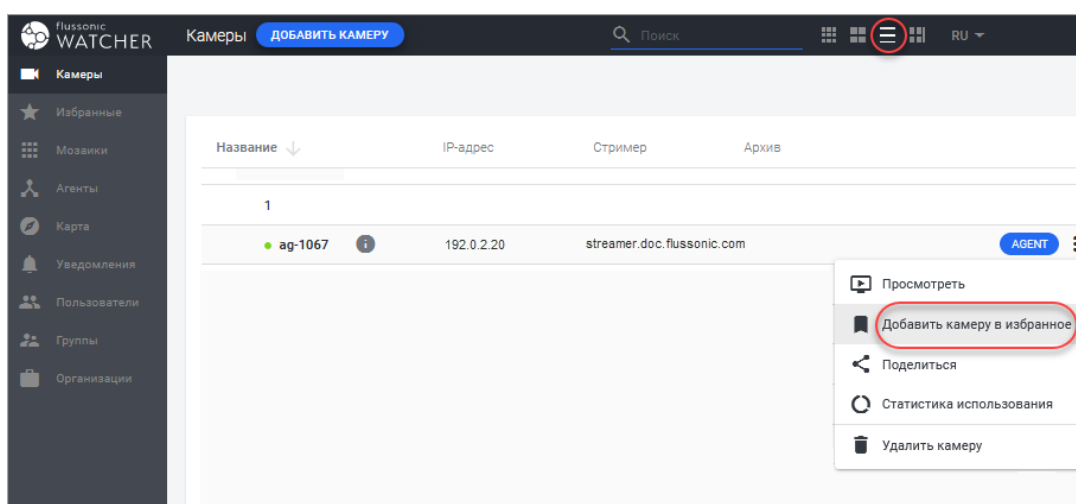 flussonic
WATCHER
Камеры
ДОБАВИТЬ КАМЕРУ
Поиск
RU
Камеры
Избранные
Мозаики
Агенты
Карта
Уведомления
Пользователи
Группы
Организации
Название
IP-адрес
Стример
Архив
1
ag-1067
192.0.2.20
streamer.doc.flussonic.com
AGENT
Просмотреть
Добавить камеру в избранное
Поделиться
Статистика использования
Удалить камеру